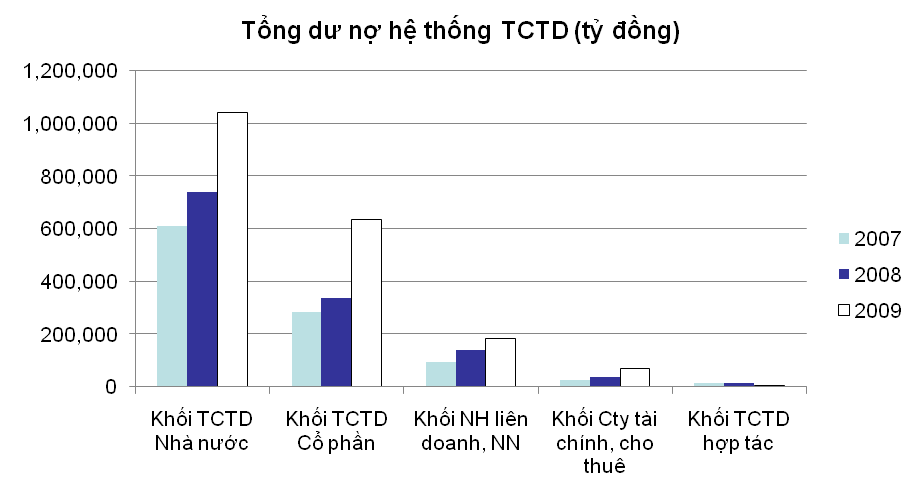 Tổng dư nợ hệ thống TCTD (tỷ đồng)
1,200,000
1,000,000
800,000
600,000
400,000
200,000
0
Khối TCTD
Nhà nước
Khối TCTD
Cổ phần
Khối NH liên
doanh, NN
Khối Cty tài
chính, cho
thuê
Khối TCTD
hợp tác
2007
2008
2009